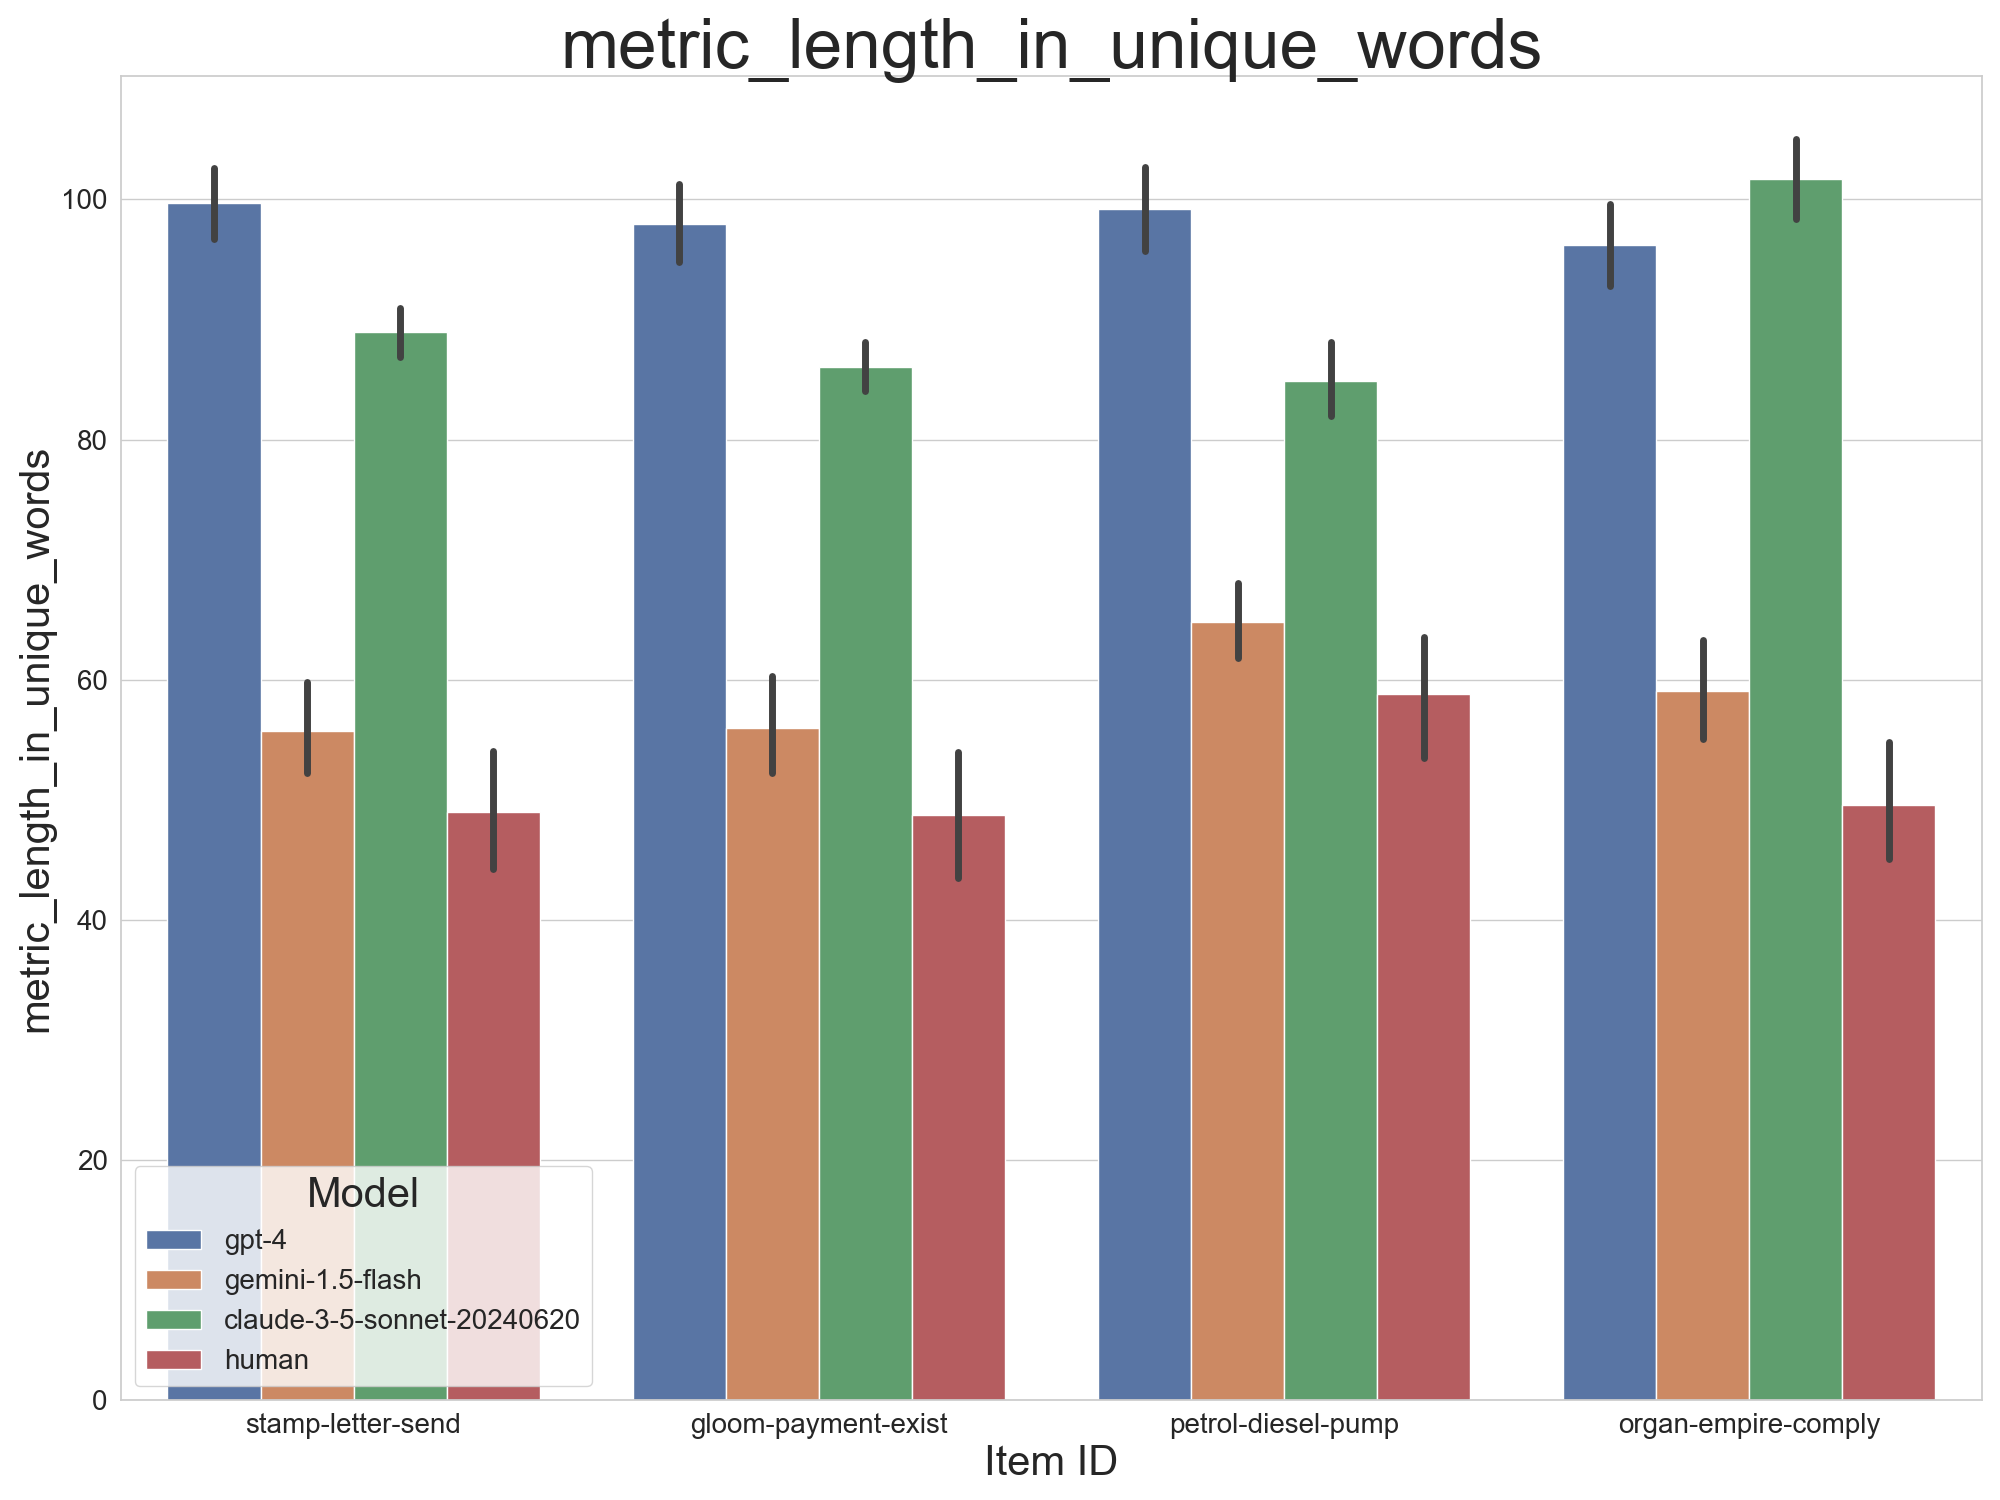 metric_length_in_unique_words
metric_length_in_unique_words
100
80
60
40
20
0
Model
gpt-4
gemini-1.5-flash
claude-3-5-sonnet-20240620
human
stamp-letter-send
gloom-payment-exist
petrol-diesel-pump
organ-empire-comply
Item ID